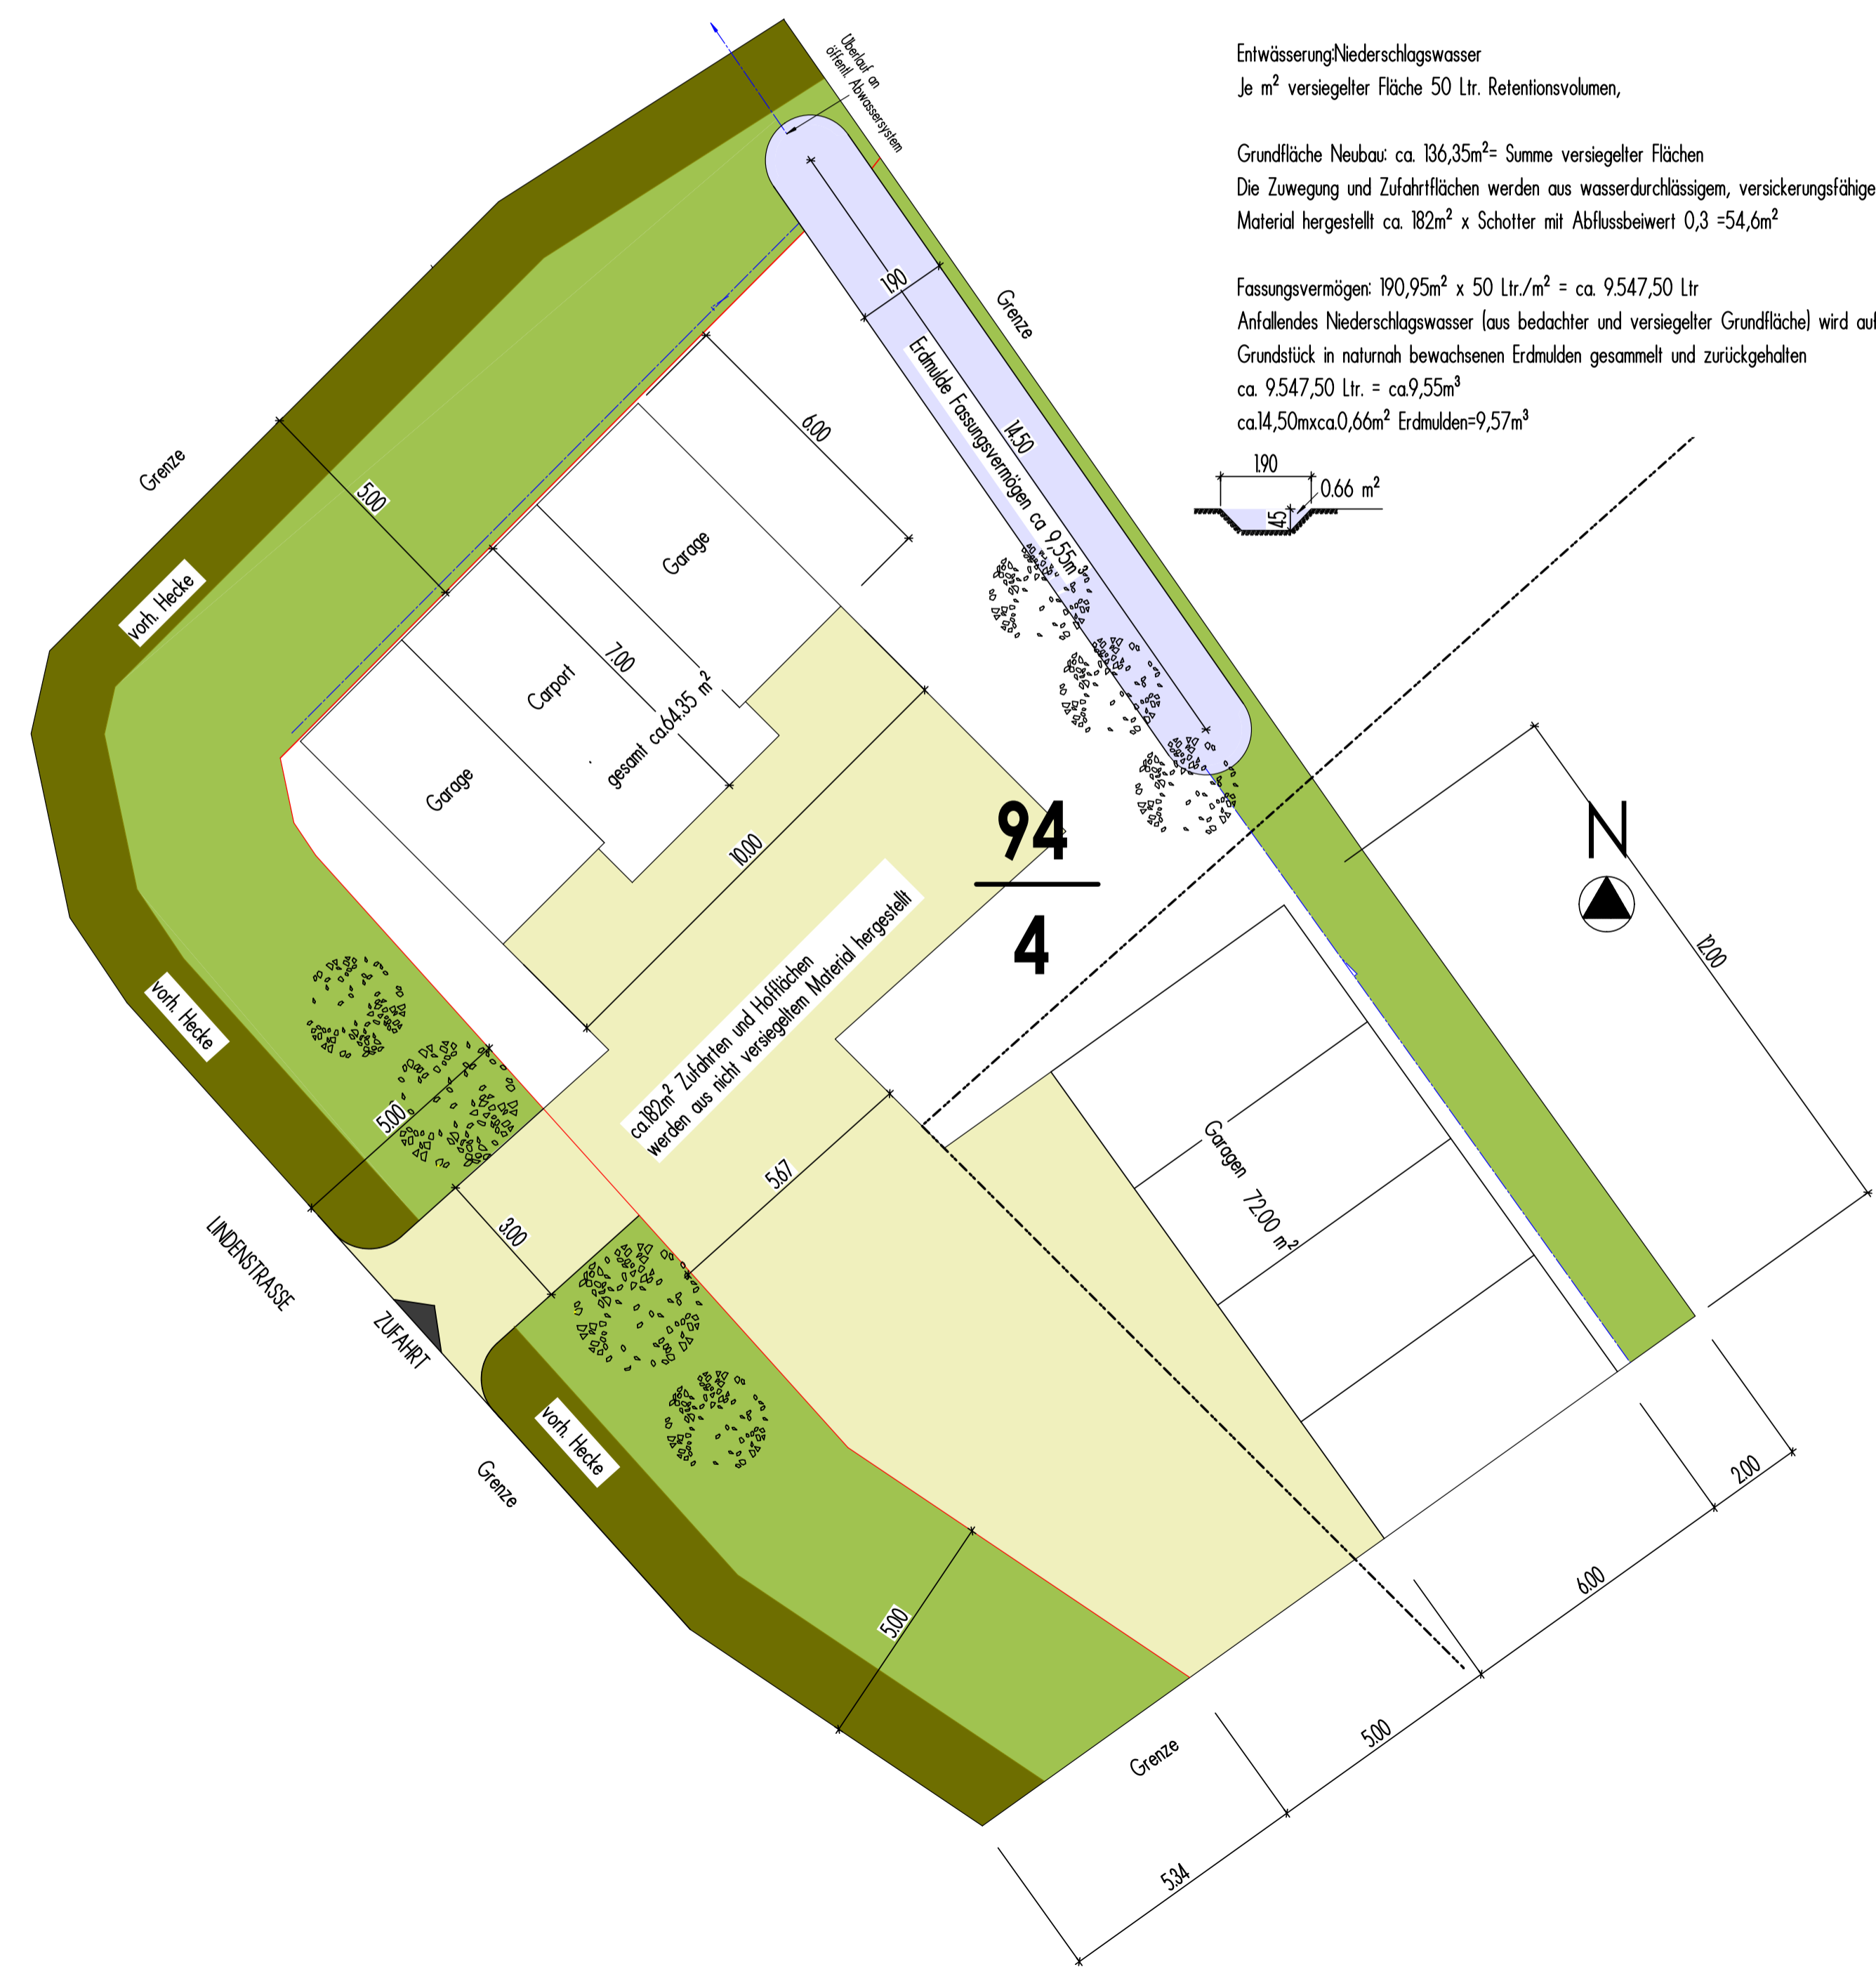 Entwässerung:Niederschlagswasser
Je m² versiegelter Fläche 50 Ltr. Retentionsvolumen,
Grundfläche Neubau: ca. 136,35m²= Summe versiegelter Flächen
Die Zuwegung und Zufahrtflächen werden aus wasserdurchlässigem, versickerungsfähige
Material hergestellt ca. 182m² x Schotter mit Abflussbeiwert 0,3 =54,6m²
Fassungsvermögen: 190,95m² x 50 Ltr./m² = ca. 9.547,50 Ltr
Anfallendes Niederschlagswasser (aus bedachter und versiegelter Grundfläche) wird auf
Grundstück in naturnah bewachsenen Erdmulden gesammelt und zurückgehalten
ca. 9.547,50 Ltr. = ca.9,55m³
ca.14,50mxca.0,66m² Erdmulden=9,57m³
1.90
0.66 m²
45
Überlauf an
öffentl. Abwassersystem
1.90
Grenze
Erdmulde Fassungsvermögen ca 9,55m³
14.50
6.00
Grenze
5.00
Garage
vorh. Hecke
7.00
Carport
gesamt ca.64.35 m²
Garage
10.00
94
4
N
12.00
ca.182m² Zufahrten und Hofflächen
werden aus nicht versiegeltem Material hergestellt
vorh. Hecke
5.00
5.67
Garagen 72.00 m²
3.00
LINDENSTRASSE
ZUFAHRT
vorh. Hecke
Grenze
2.00
6.00
5.00
5.00
Grenze
5.34